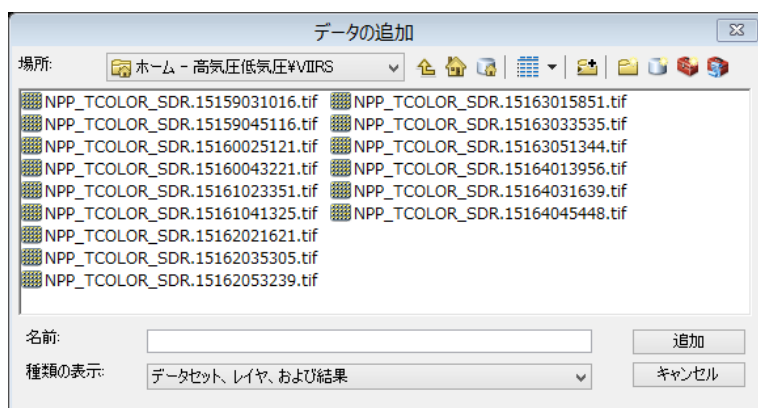 データの追加
場所: ホーム - 高気圧低気圧¥VIIRS
NPP_TCOLOR_SDR.15159031016.tif NPP_TCOLOR_SDR.15163015851.tif
NPP_TCOLOR_SDR.15159045116.tif NPP_TCOLOR_SDR.15163033535.tif
NPP_TCOLOR_SDR.15160025121.tif NPP_TCOLOR_SDR.15163051344.tif
NPP_TCOLOR_SDR.15160043221.tif NPP_TCOLOR_SDR.15164013956.tif
NPP_TCOLOR_SDR.15161023351.tif NPP_TCOLOR_SDR.15164031639.tif
NPP_TCOLOR_SDR.15161041325.tif NPP_TCOLOR_SDR.15164045448.tif
NPP_TCOLOR_SDR.15162021621.tif
NPP_TCOLOR_SDR.15162035305.tif
NPP_TCOLOR_SDR.15162053239.tif
名前: 追加
種類の表示: データセット、レイヤ、および結果 キャンセル